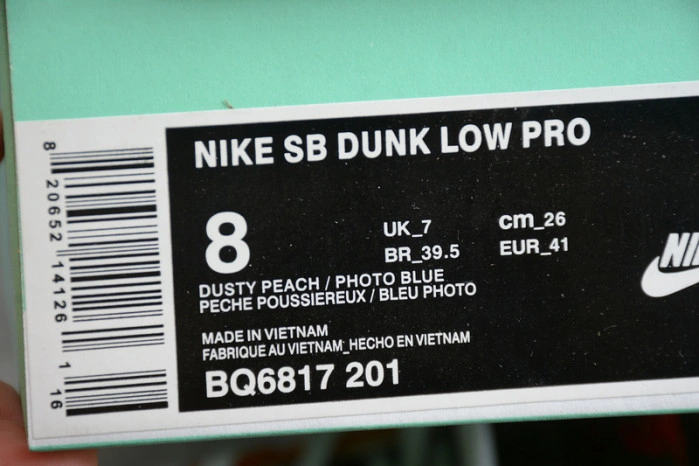 NIKE SB DUNK LOW PRO
8
UK_7
cm_26
BR_39.5
EUR_41
DUSTY PEACH / PHOTO BLUE
PECHE POUSSIEREUX / BLEU PHOTO
MADE IN VIETNAM
FABRIQUE AU VIETNAM_HECHO EN VIETNAM
BQ6817 201
8 20652 14126 1 16